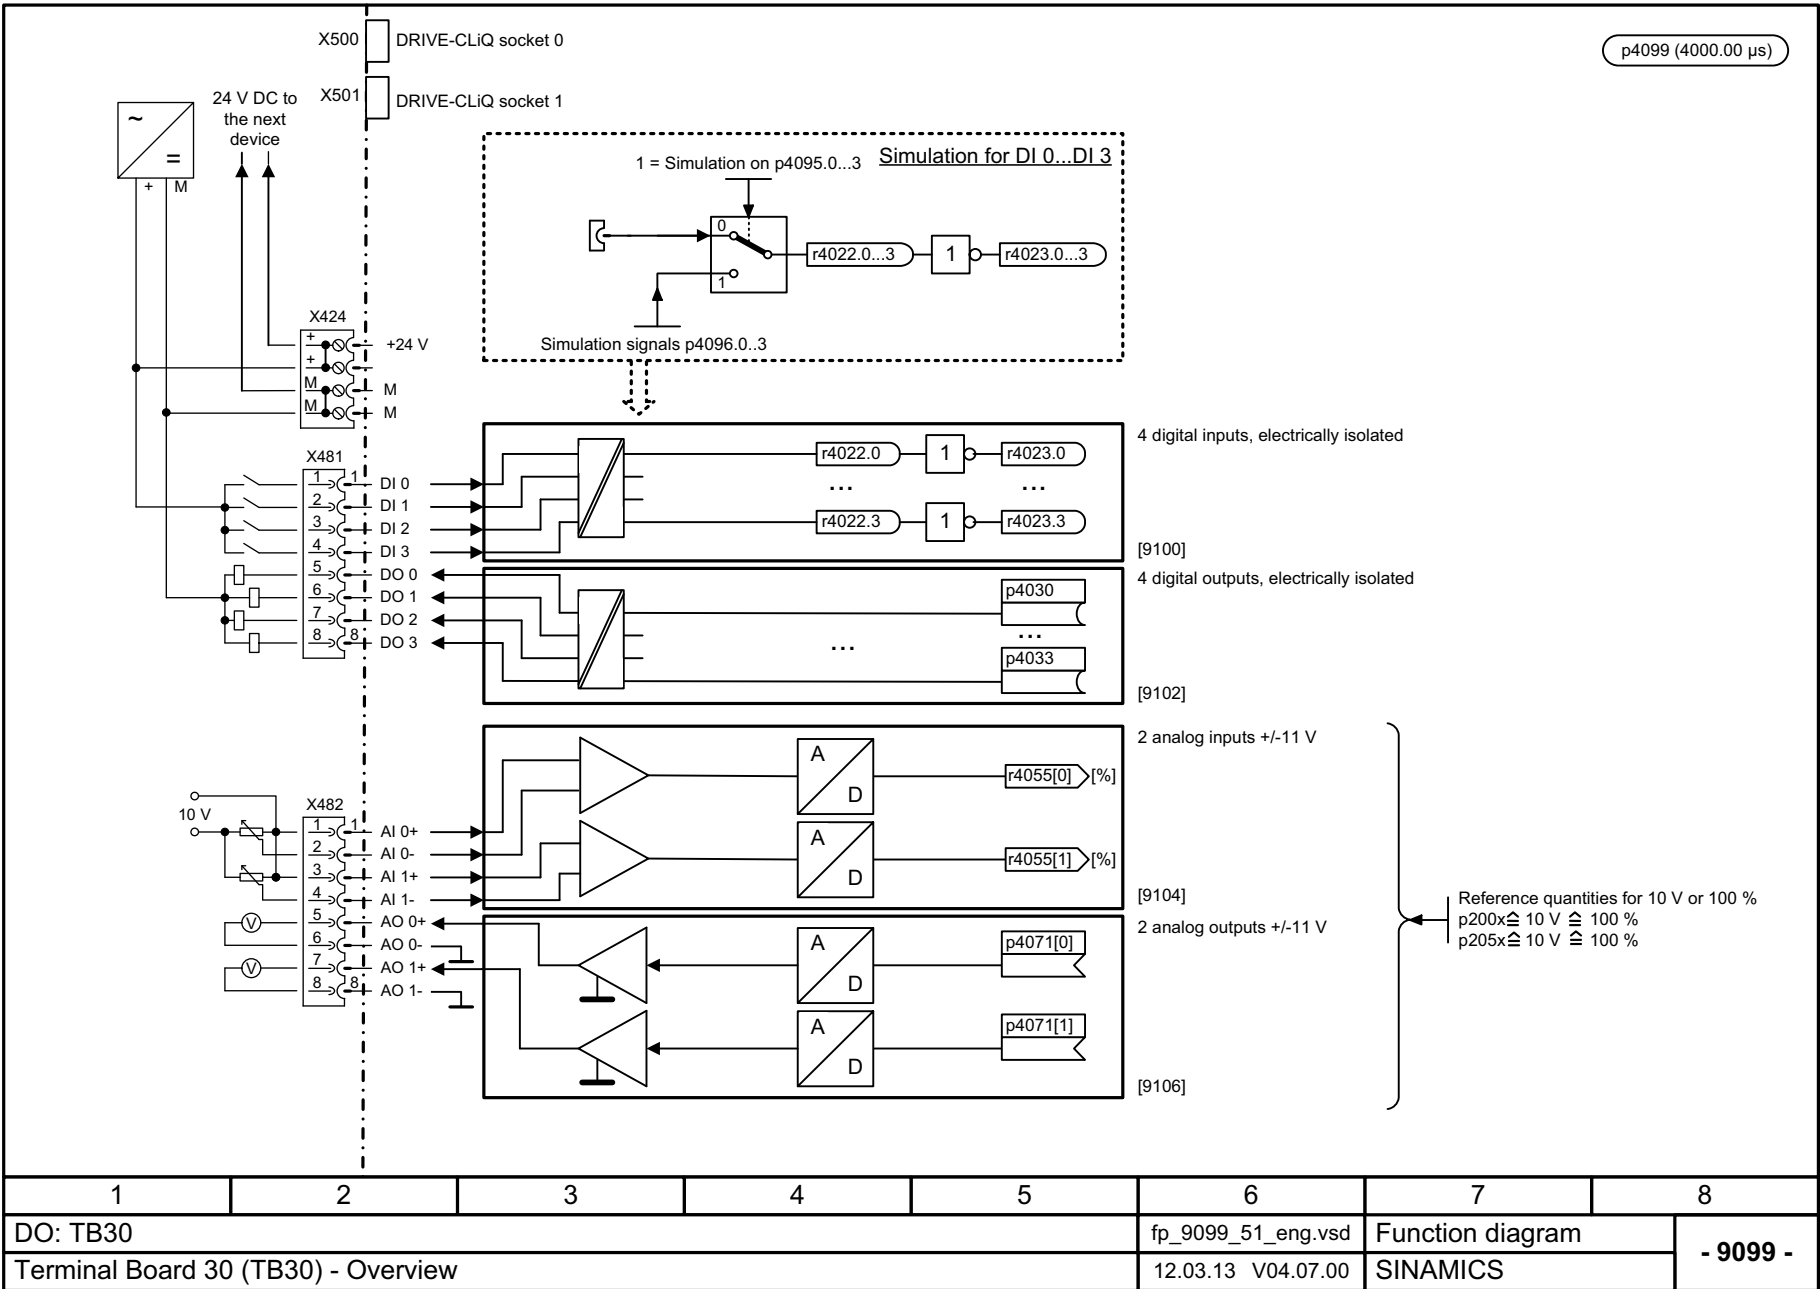 X500 DRIVE-CLiQ socket 0
p4099 (4000.00 µs)
X501 DRIVE-CLiQ socket 1
24 V DC to
the next
device
~
=
+ M
1 = Simulation on p4095.0...3
Simulation for DI 0...DI 3
0
1
r4022.0...3 1 r4023.0...3
Simulation signals p4096.0..3
X424
+ +24 V
+
M M
M M
X481
1 1 DI 0
2 DI 1
3 DI 2
4 DI 3
5 DO 0
6 DO 1
7 DO 2
8 8 DO 3
r4022.0 1 r4023.0
... ...
r4022.3 1 r4023.3
4 digital inputs, electrically isolated
[9100]
p4030
...
...
p4033
4 digital outputs, electrically isolated
[9102]
10 V
X482
1 1 AI 0+
2 AI 0-
3 AI 1+
4 AI 1-
V 5 AO 0+
6 AO 0-
V 7 AO 1+
8 8 AO 1-
A
D
r4055[0] [%]
A
D
r4055[1] [%]
2 analog inputs +/-11 V
[9104]
A
D
p4071[0]
A
D
p4071[1]
2 analog outputs +/-11 V
[9106]
Reference quantities for 10 V or 100 %
p200x≙ 10 V ≙ 100 %
p205x≙ 10 V ≙ 100 %
1 2 3 4 5 6 7 8
DO: TB30 fp_9099_51_eng.vsd Function diagram
- 9099 -
Terminal Board 30 (TB30) - Overview 12.03.13 V04.07.00 SINAMICS